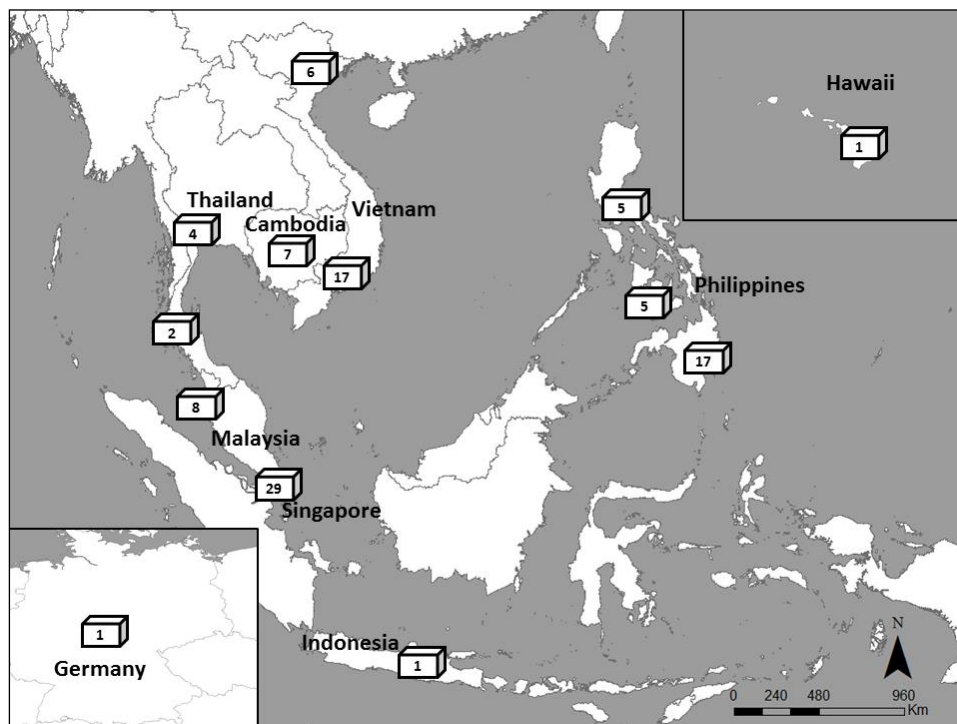 6
Hawaii
1
Thailand
4
Cambodia
7
Vietnam
17
5
Philippines
5
17
2
8
Malaysia
29
Singapore
1
Germany
Indonesia
1
N
0 240 480 960
Km